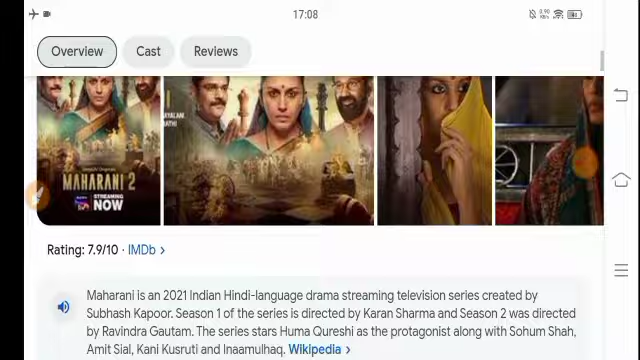 17:08
Overview Cast Reviews
MAHARANI 2
STREAMING
NOW
Rating: 7.9/10 · IMDb >
Maharani is an 2021 Indian Hindi-language drama streaming television series created by
Subhash Kapoor. Season 1 of the series is directed by Karan Sharma and Season 2 was directed
by Ravindra Gautam. The series stars Huma Qureshi as the protagonist along with Sohum Shah,
Amit Sial, Kani Kusruti and Inaamulhaq. Wikipedia >